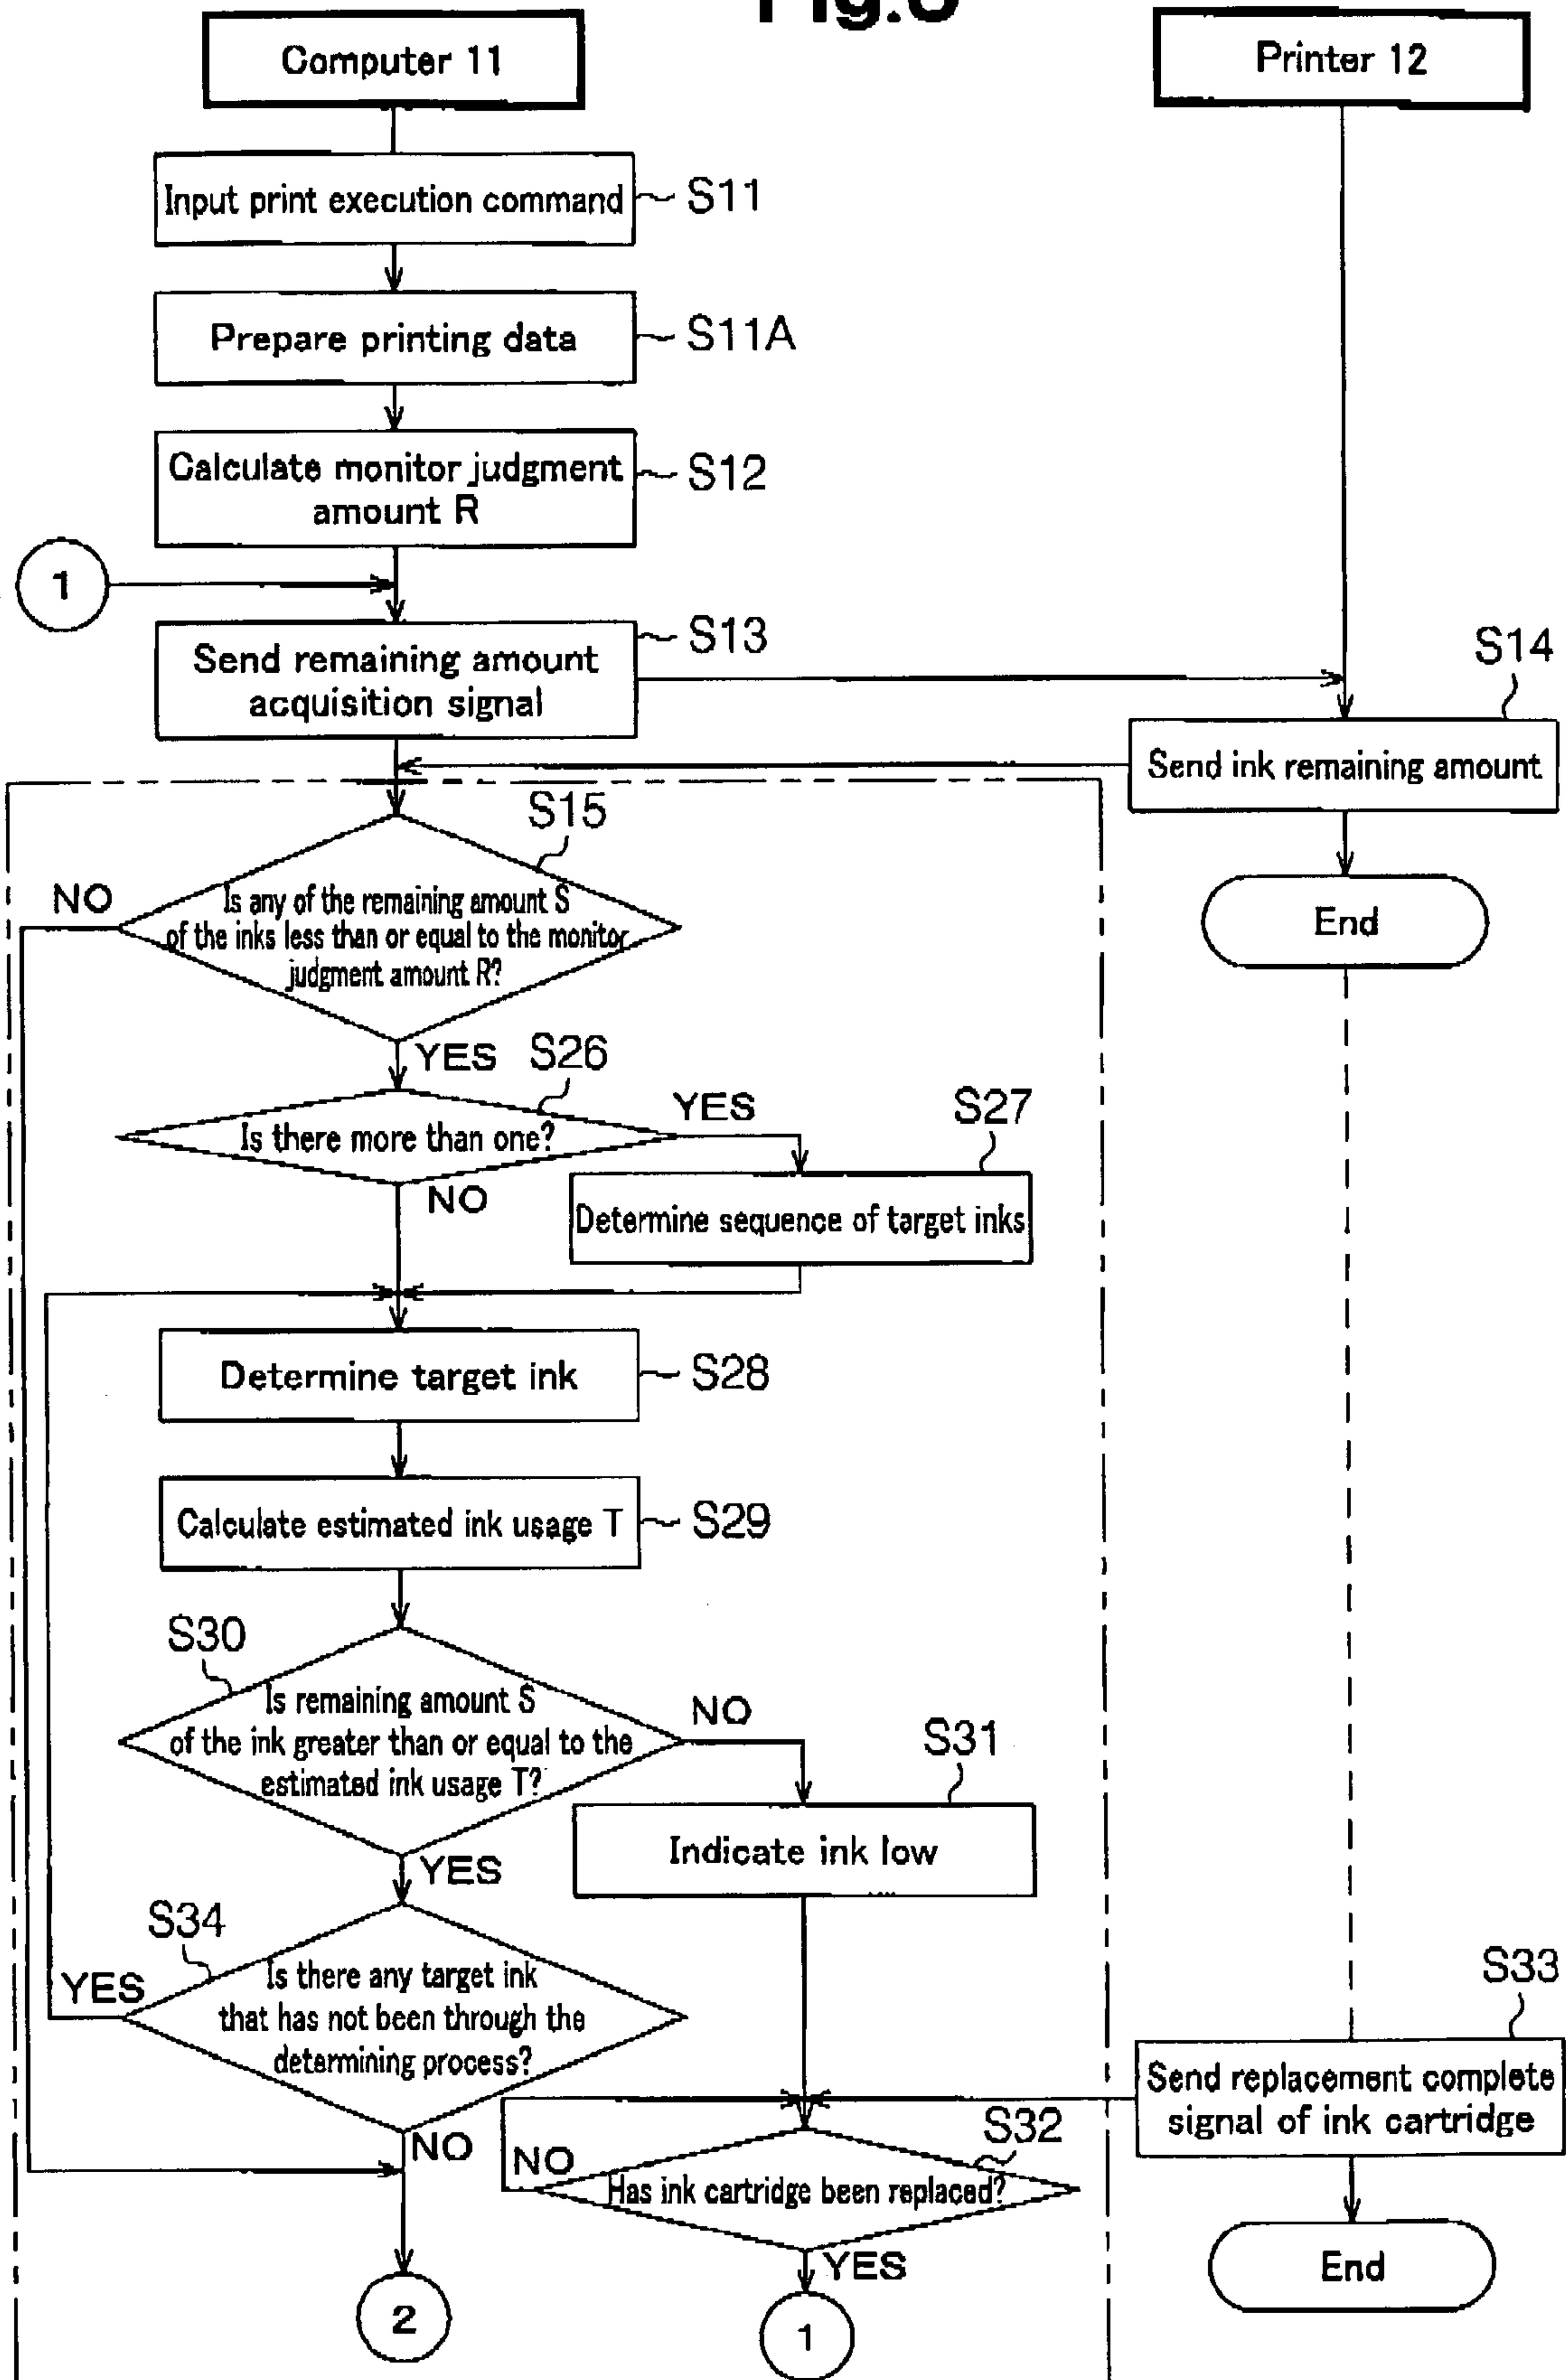 Computer 11
Printer 12
Input print execution command
S11
Prepare printing data
S11A
Calculate monitor judgment
amount R
S12
1
Send remaining amount
acquisition signal
S13
S14
Send ink remaining amount
End
S15
NO
Is any of the remaining amount S
of the inks less than or equal to the monitor
judgment amount R?
YES
S26
Is there more than one?
YES
S27
NO
Determine sequence of target inks
Determine target ink
S28
Calculate estimated ink usage T
S29
S30
Is remaining amount S
of the ink greater than or equal to the
estimated ink usage T?
NO
S31
Indicate ink low
YES
S34
YES
Is there any target ink
that has not been through the
determining process?
NO
S33
Send replacement complete
signal of ink cartridge
S32
NO
Has ink cartridge been replaced?
YES
End
2
1